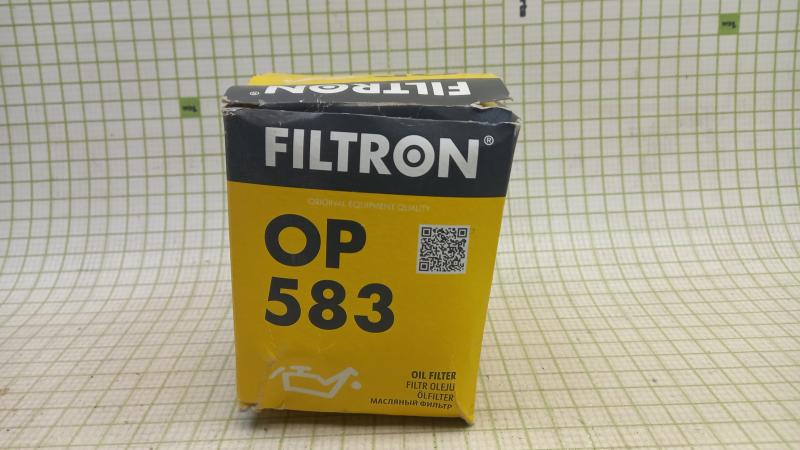 FILTRON®
FILTRON®
ORIGINAL EQUIPMENT QUALITY
OP
583
OIL FILTER
FILTR OLEJU
ÖLFILTER
МАСЛЯНЫЙ ФИЛЬТР